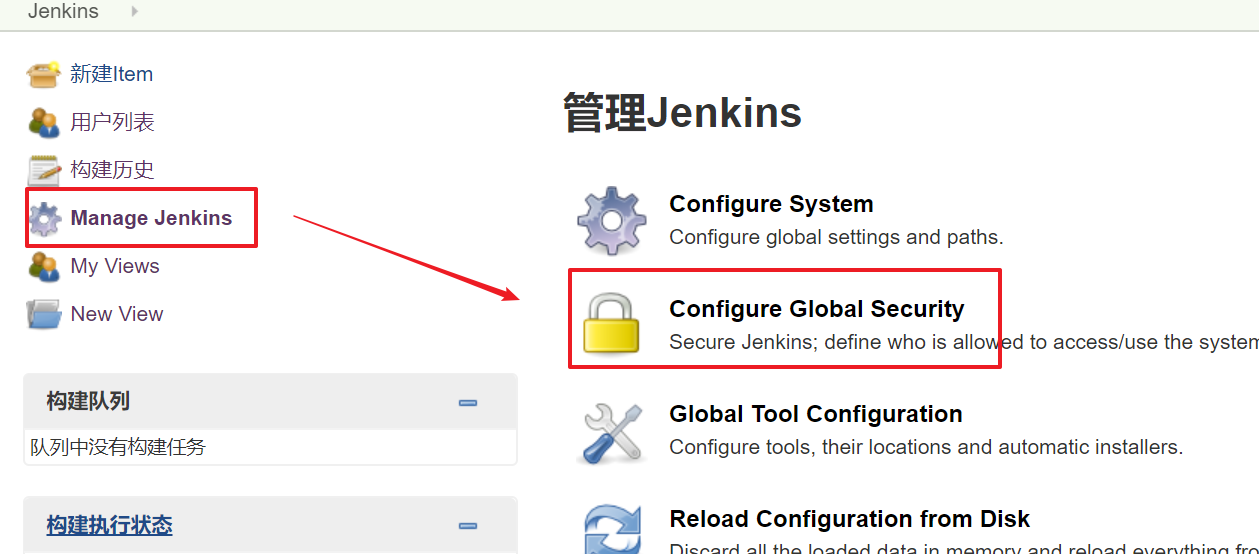 Jenkins
新建Item
用户列表
构建历史
Manage Jenkins
My Views
New View
构建队列
队列中没有构建任务
构建执行状态
管理Jenkins
Configure System
Configure global settings and paths.
Configure Global Security
Secure Jenkins; define who is allowed to access/use the system
Global Tool Configuration
Configure tools, their locations and automatic installers.
Reload Configuration from Disk
Discard all the loaded data in memory and reload everything fro